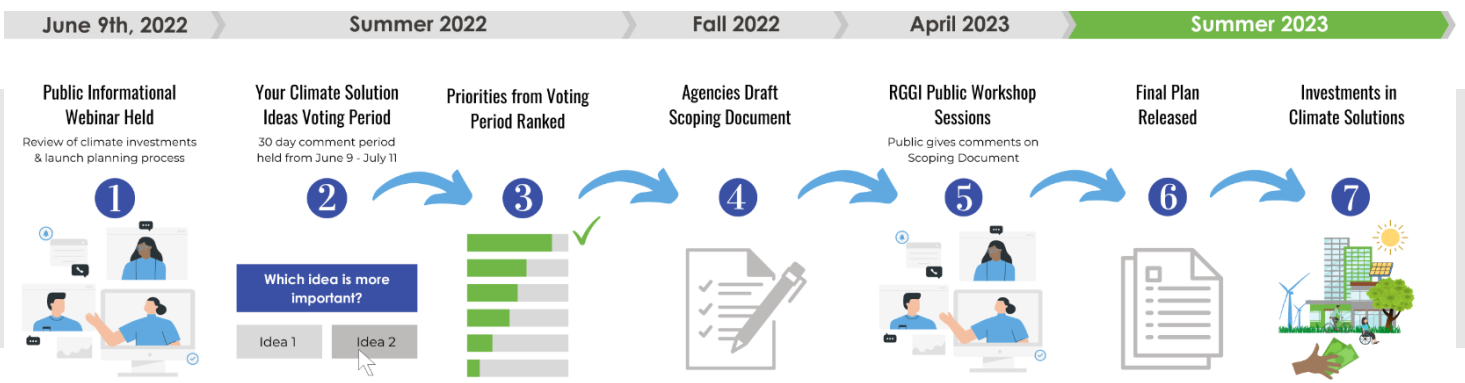 June 9th, 2022
Summer 2022
Fall 2022
April 2023
Summer 2023
Public Informational
Webinar Held
Review of climate investments
& launch planning process
1
Your Climate Solution
Ideas Voting Period
30 day comment period
held from June 9 - July 11
2
Which idea is more
important?
Idea 1
Idea 2
Priorities from Voting
Period Ranked
3
Agencies Draft
Scoping Document
4
RGGI Public Workshop
Sessions
Public gives comments on
Scoping Document
5
Final Plan
Released
6
Investments in
Climate Solutions
7